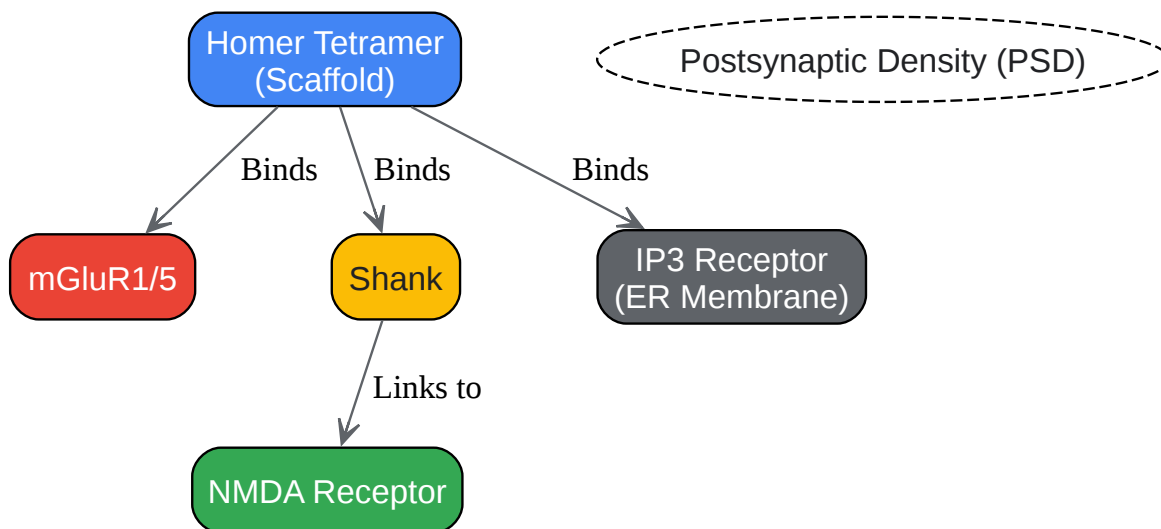 Homer Tetramer
(Scaffold)
Postsynaptic Density (PSD)
Binds
Binds
Binds
mGluR1/5
Shank
IP3 Receptor
(ER Membrane)
Links to
NMDA Receptor